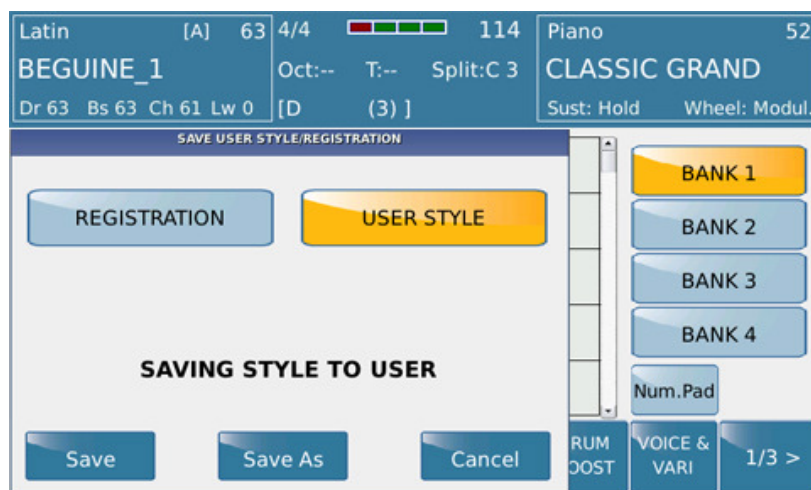 Latin [A] 63
BEGUINE_1
Dr 63 Bs 63 Ch 61 Lw 0
4/4 114
Oct:-- T:-- Split:C 3
[D (3) ]
Piano 52
CLASSIC GRAND
Sust: Hold Wheel: Modul.
SAVE USER STYLE/REGISTRATION
REGISTRATION USER STYLE
SAVING STYLE TO USER
Save Save As Cancel
BANK 1
BANK 2
BANK 3
BANK 4
Num.Pad
RUM
OOST
VOICE &
VARI
1/3 >